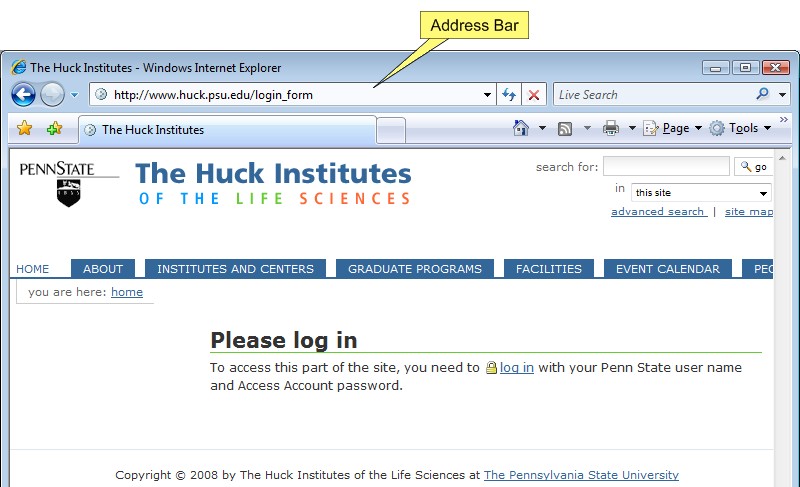 Address Bar
The Huck Institutes - Windows Internet Explorer
http://www.huck.psu.edu/login_form
Live Search
The Huck Institutes
Page
Tools
»
PENNSTATE
1855
The Huck Institutes
OF THE LIFE SCIENCES
search for:
go
in this site
advanced search | site map
HOME ABOUT INSTITUTES AND CENTERS GRADUATE PROGRAMS FACILITIES EVENT CALENDAR PEO
you are here: home
Please log in
To access this part of the site, you need to log in with your Penn State user name
and Access Account password.
Copyright © 2008 by The Huck Institutes of the Life Sciences at The Pennsylvania State University